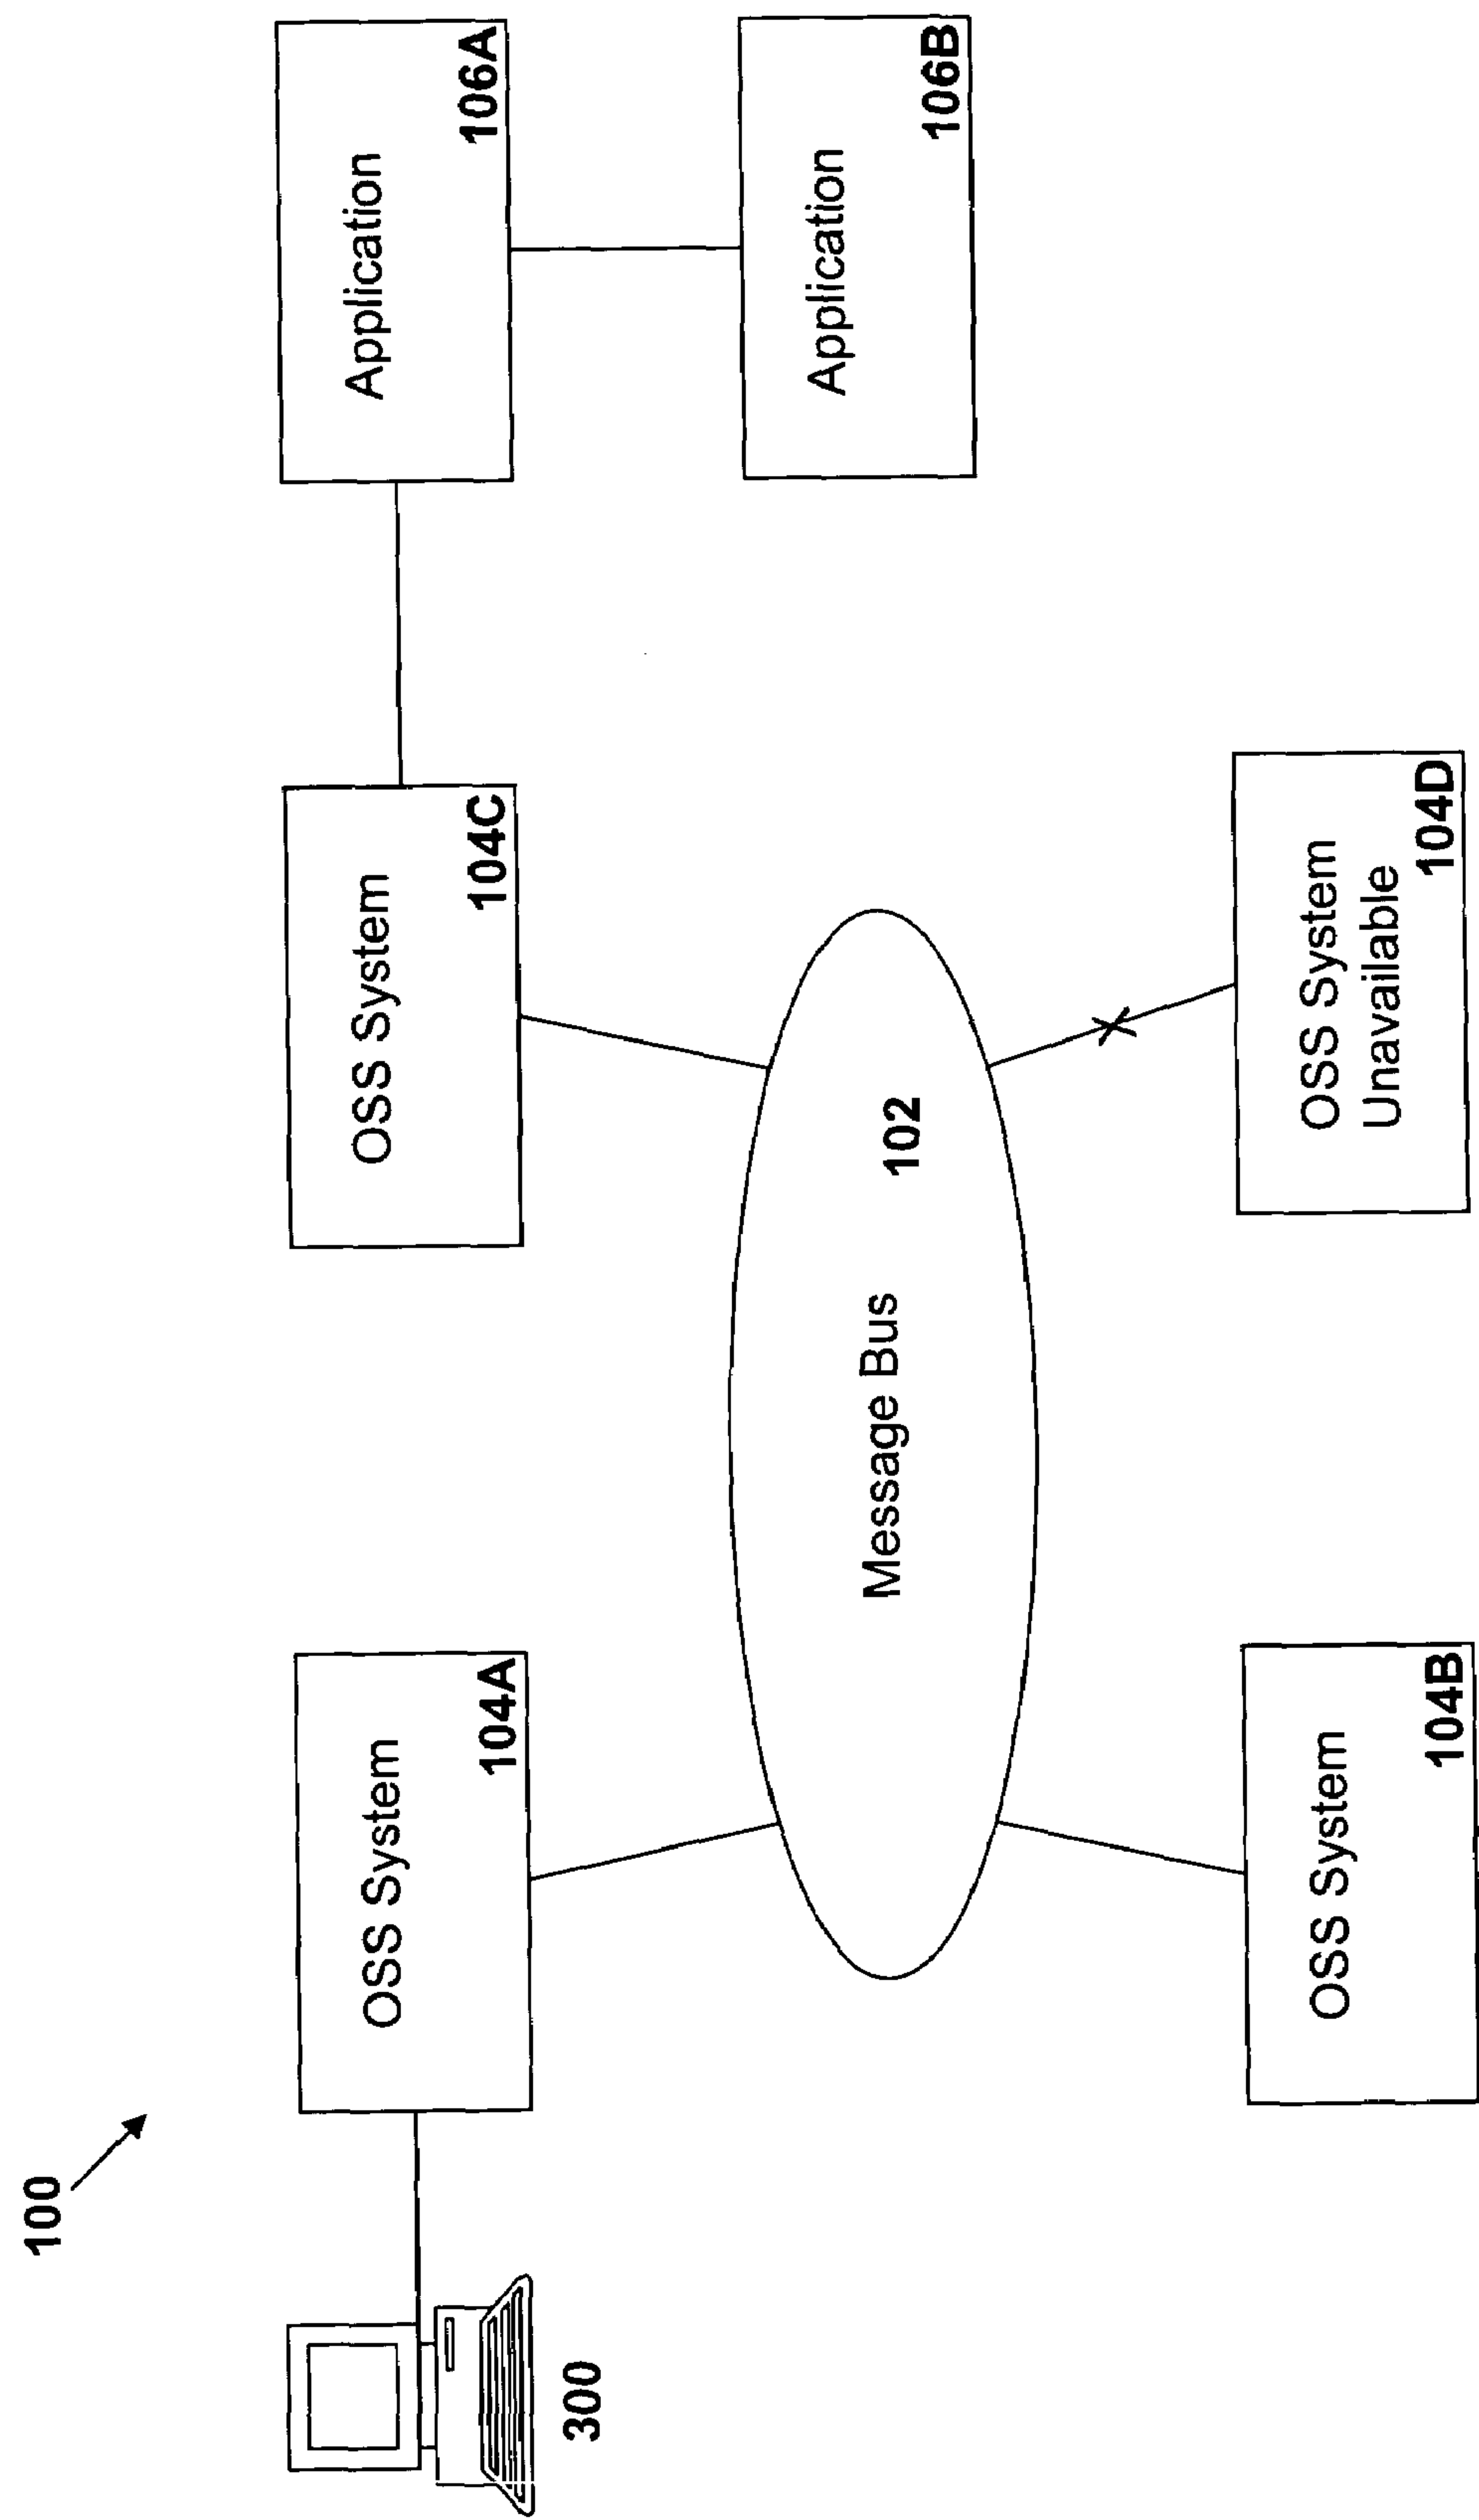 100
300
OSS System
104A
OSS System
104C
Application
106A
Application
106B
Message Bus
102
OSS System
104B
OSS System
Unavailable
104D